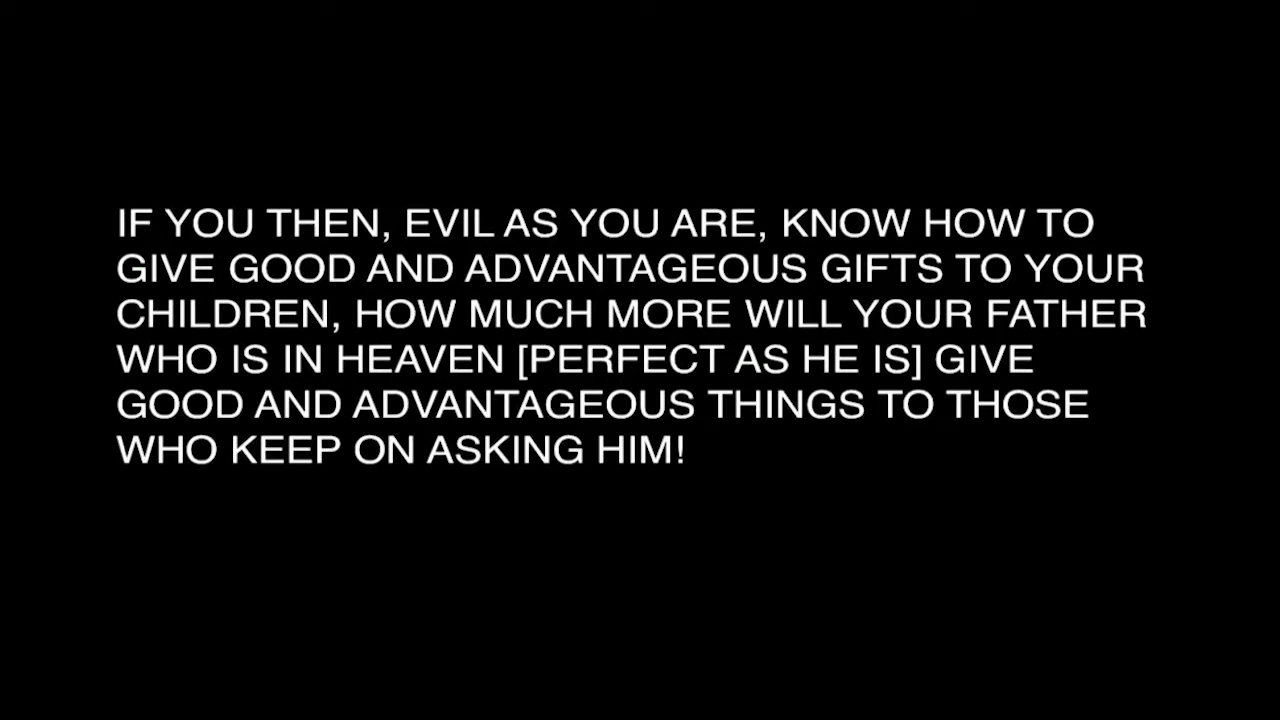 IF YOU THEN, EVIL AS YOU ARE, KNOW HOW TO
GIVE GOOD AND ADVANTAGEOUS GIFTS TO YOUR
CHILDREN, HOW MUCH MORE WILL YOUR FATHER
WHO IS IN HEAVEN [PERFECT AS HE IS] GIVE
GOOD AND ADVANTAGEOUS THINGS TO THOSE
WHO KEEP ON ASKING HIM!